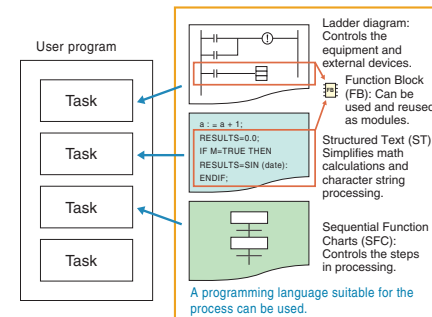 User program
Task
Task
Task
Task
a : = a + 1;
RESULTS=0.0;
IF M=TRUE THEN
RESULTS=SIN (date):
ENDIF;
Ladder diagram:
Controls the
equipment and
external devices.
FB
Function Block
(FB): Can be
used and reused
as modules.
Structured Text (ST)
Simplifies math
calculations and
character string
processing.
Sequential Function
Charts (SFC):
Controls the steps
in processing.
A programming language suitable for the
process can be used.